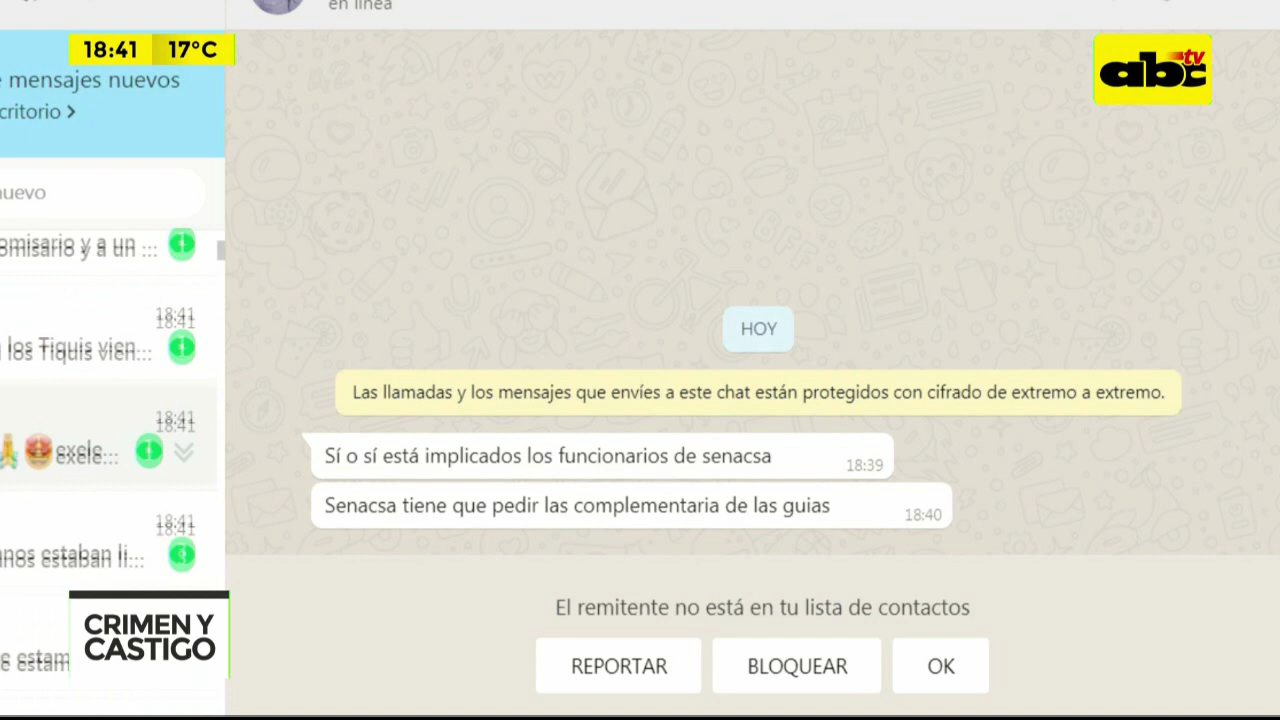 en línea
18:41 17°C
abc tv
mensajes nuevos
critorio >
nuevo
omisario y a un ...
18:41
los Tiquis vien...
18:41
exele...
18:41
nos estaban li...
estam
CRIMEN Y
CASTIGO
HOY
Las llamadas y los mensajes que envíes a este chat están protegidos con cifrado de extremo a extremo.
Sí o sí está implicados los funcionarios de senacsa
18:39
Senacsa tiene que pedir las complementaria de las guias
18:40
El remitente no está en tu lista de contactos
REPORTAR BLOQUEAR OK